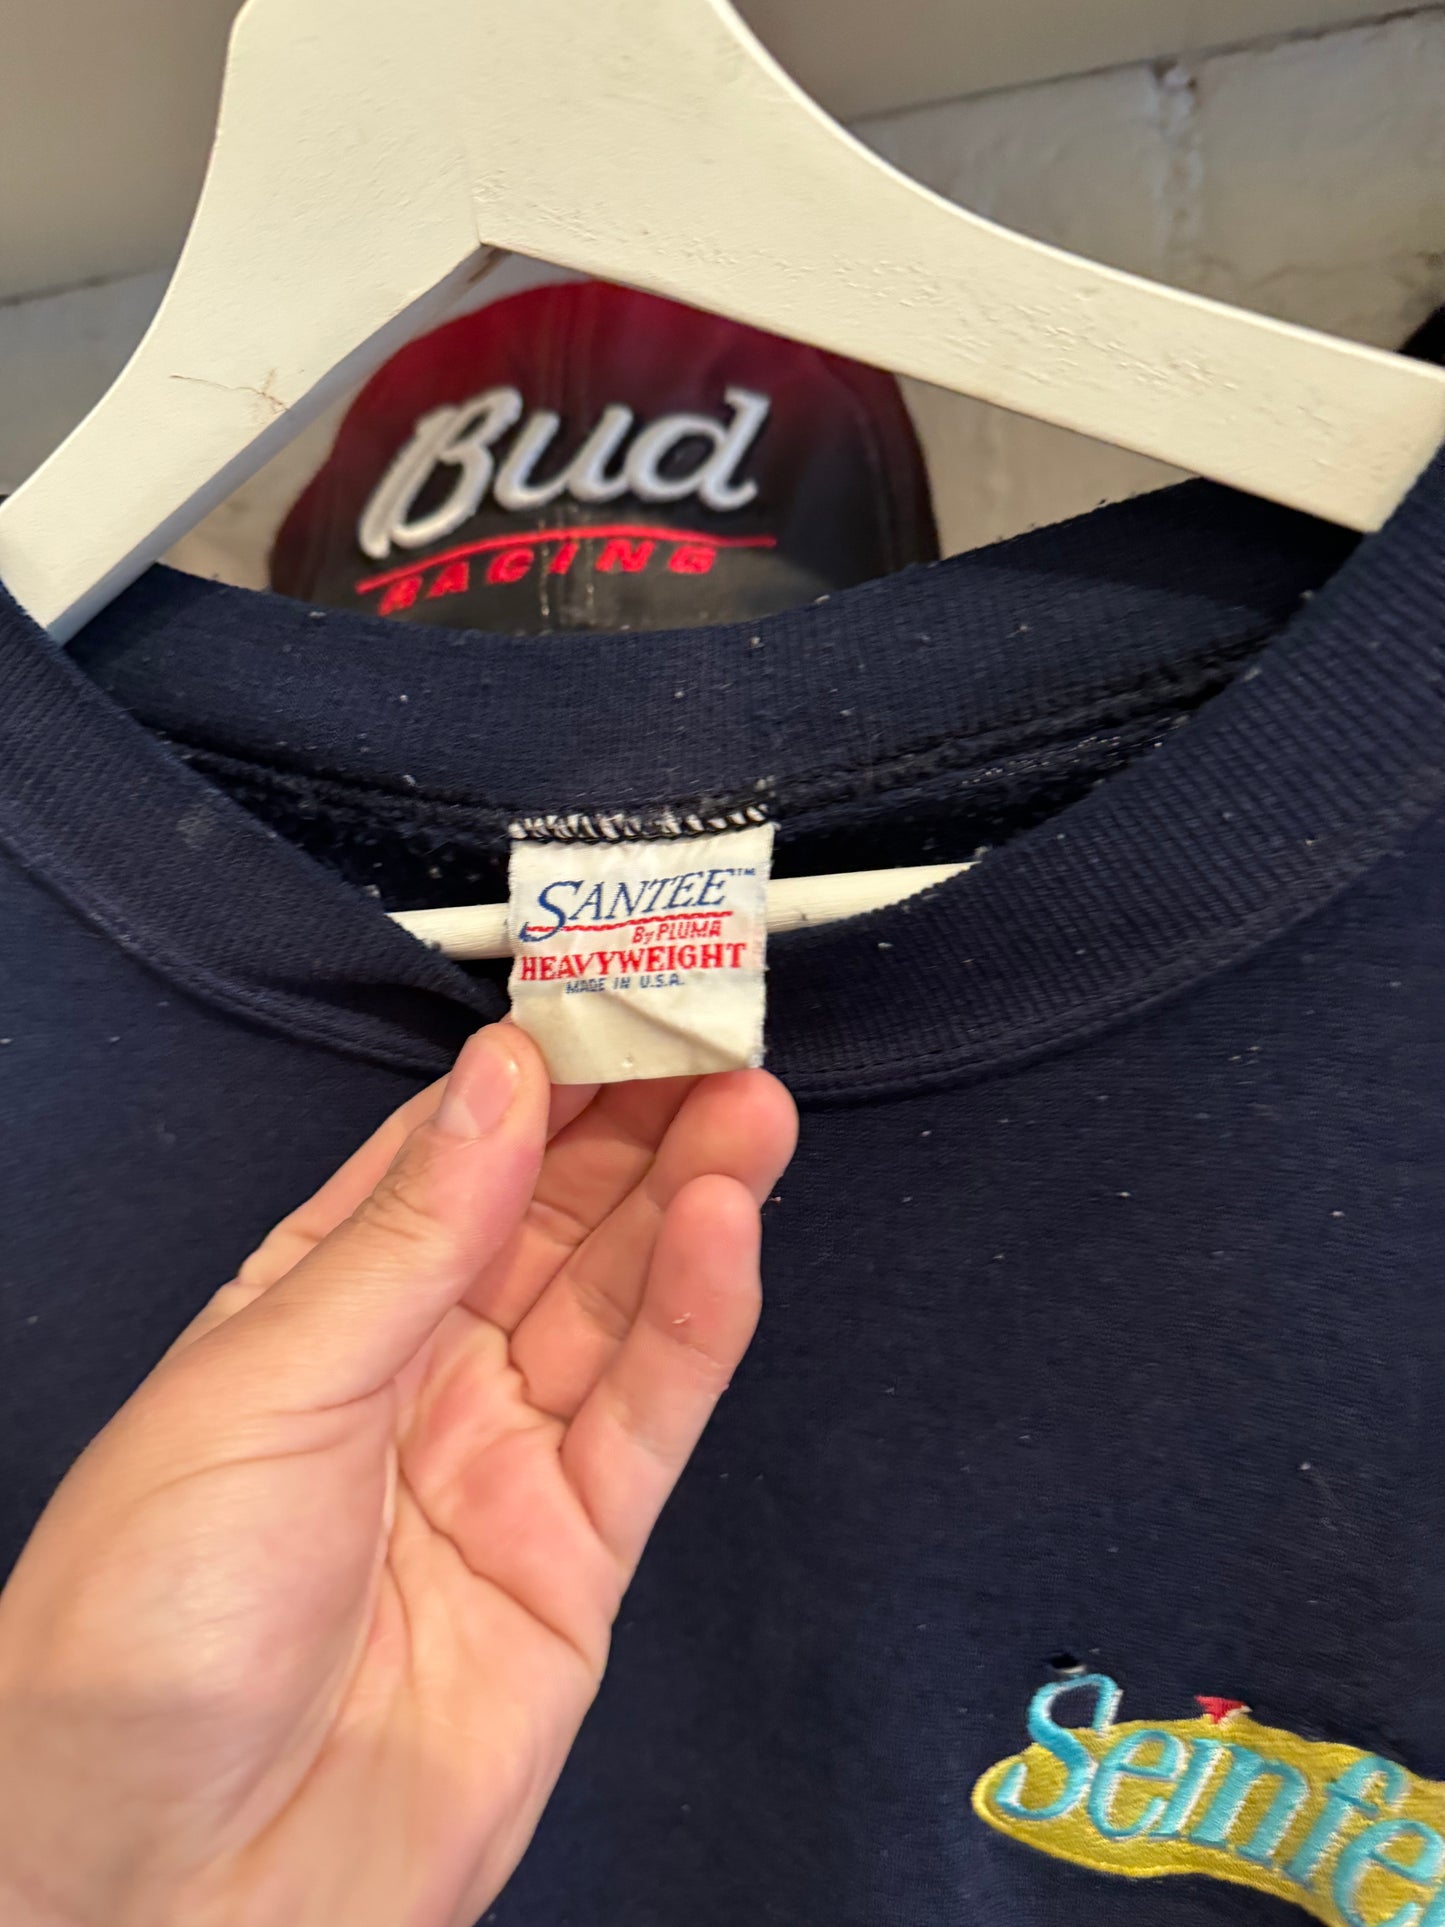 Bud
RACING
SANTEE™
By PLUMA
HEAVYWEIGHT
MADE IN U.S.A.
Seinfe